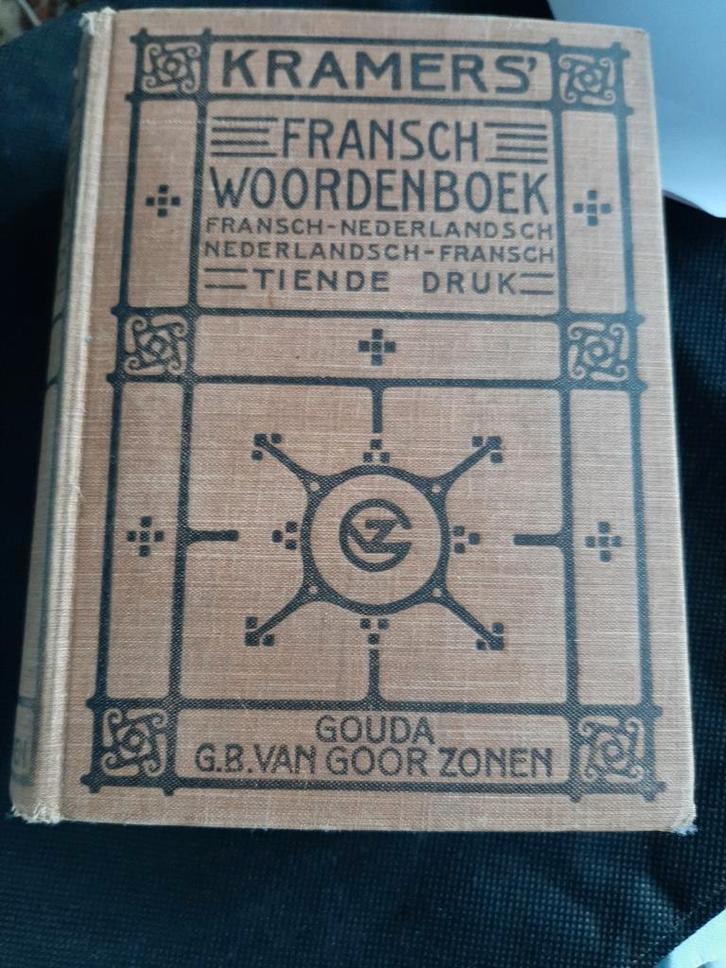 KRAMERS'
FRANSCH
WOORDENBOEK
FRANSCH-NEDERLANDSCH
NEDERLANDSCH-FRANSCH
TIENDE DRUK
GOUDA
G.B. VAN GOOR ZONEN